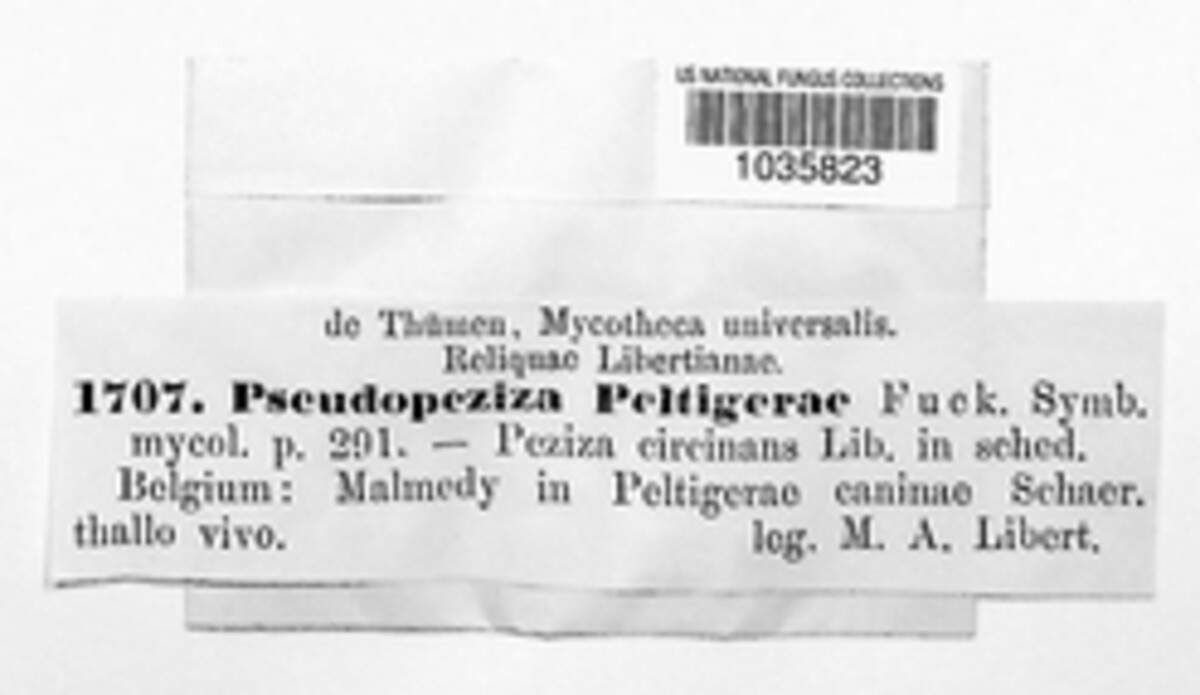 US NATIONAL FUNGUS COLLECTIONS
1035823
de Thümen, Mycotheca universalis.
Reliquae Libertianae.
1707. Pseudopeziza Peltigerae Fuck. Symb.
mycol. p. 291. — Peziza circinans Lib. in sched.
Belgium: Malmedy in Peltigerae caninae Schaer.
thallo vivo. leg. M. A. Libert.